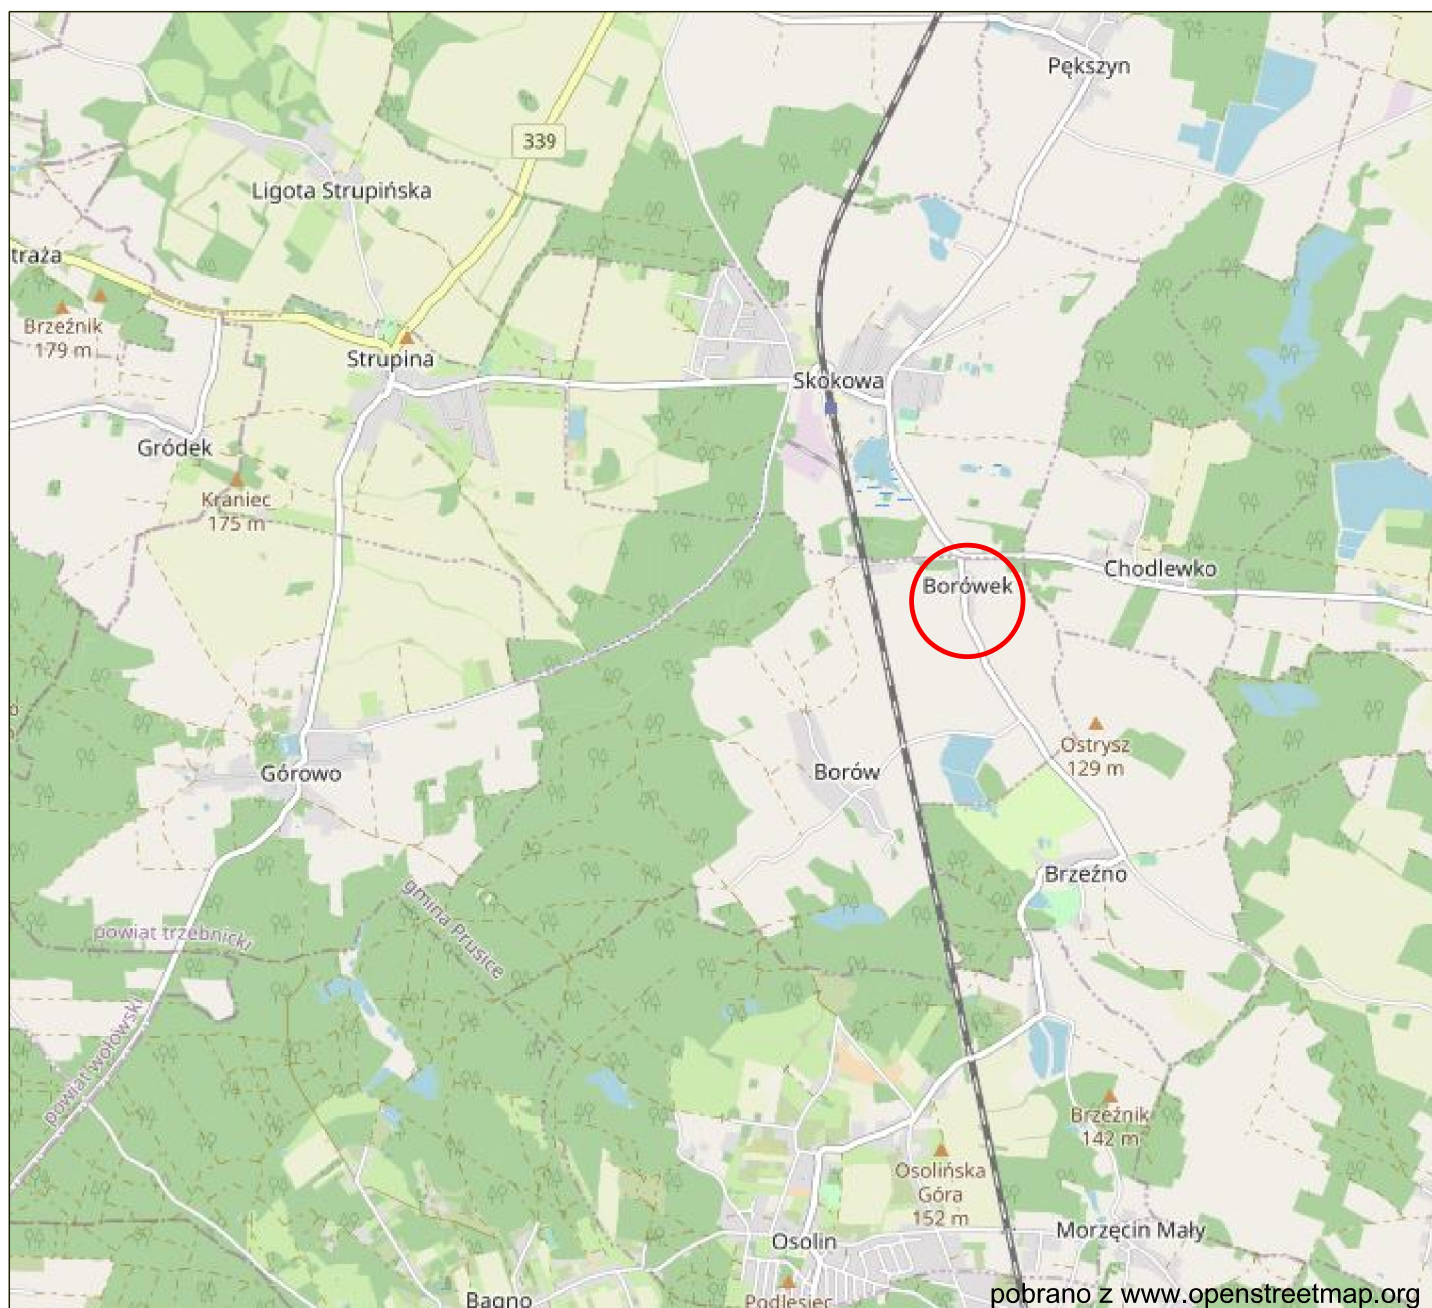 Pększyn
339
Ligota Strupińska
traża
Brzeźnik
179 m
Strupina
Skokowa
Gródek
Kraniec
175 m
Chodlewko
Borówek
Ostrysz
129 m
Górowo
Borów
Brzeźno
gmina Prusice
powiat trzebnicki
powiat wołowski
Brzeźnik
142 m
Osolińska
Góra
152 m
Morzęcin Mały
Osolin
Bagno
Podlesiec
pobrano z www.openstreetmap.org